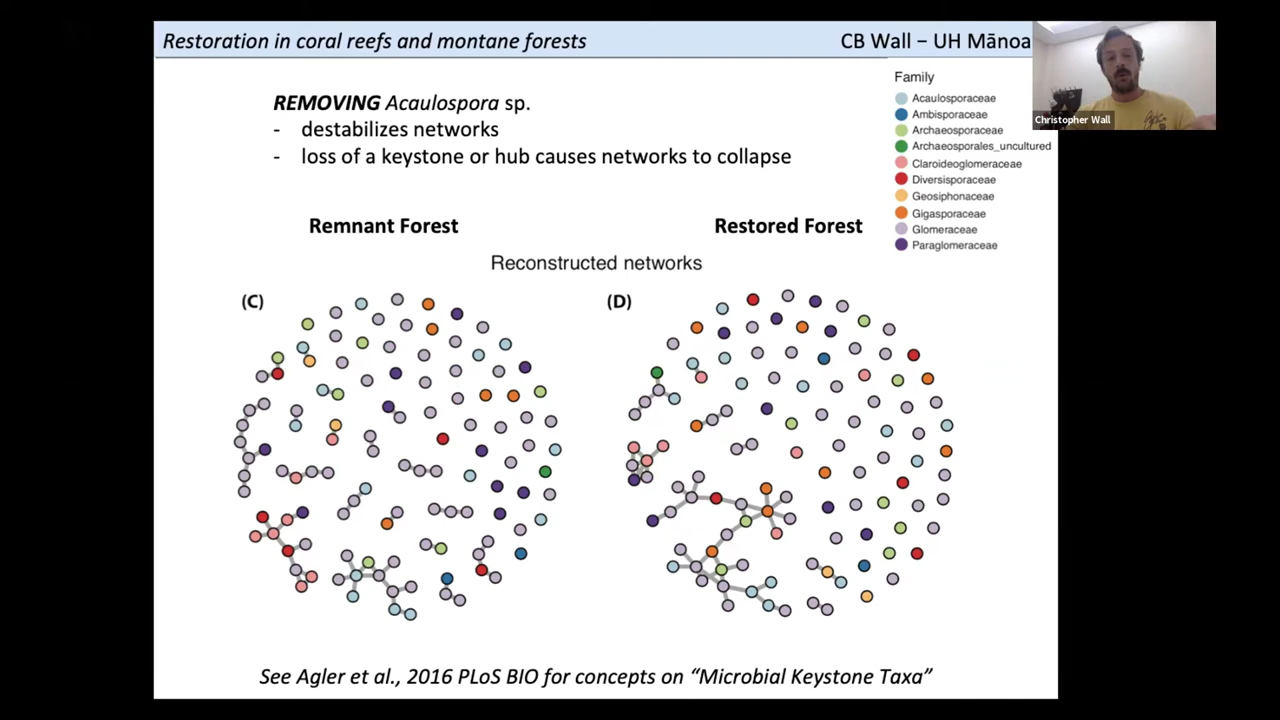 Restoration in coral reefs and montane forests
CB Wall – UH Mānoa
Christopher Wall
Family
Acaulosporaceae
Ambisporaceae
Archaeosporaceae
Archaeosporales_uncultured
Claroideoglomeraceae
Diversisporaceae
Geosiphonaceae
Gigasporaceae
Glomeraceae
Paraglomeraceae
REMOVING Acaulospora sp.
- destabilizes networks
- loss of a keystone or hub causes networks to collapse
Remnant Forest
Restored Forest
Reconstructed networks
(C)
(D)
See Agler et al., 2016 PLoS BIO for concepts on “Microbial Keystone Taxa”